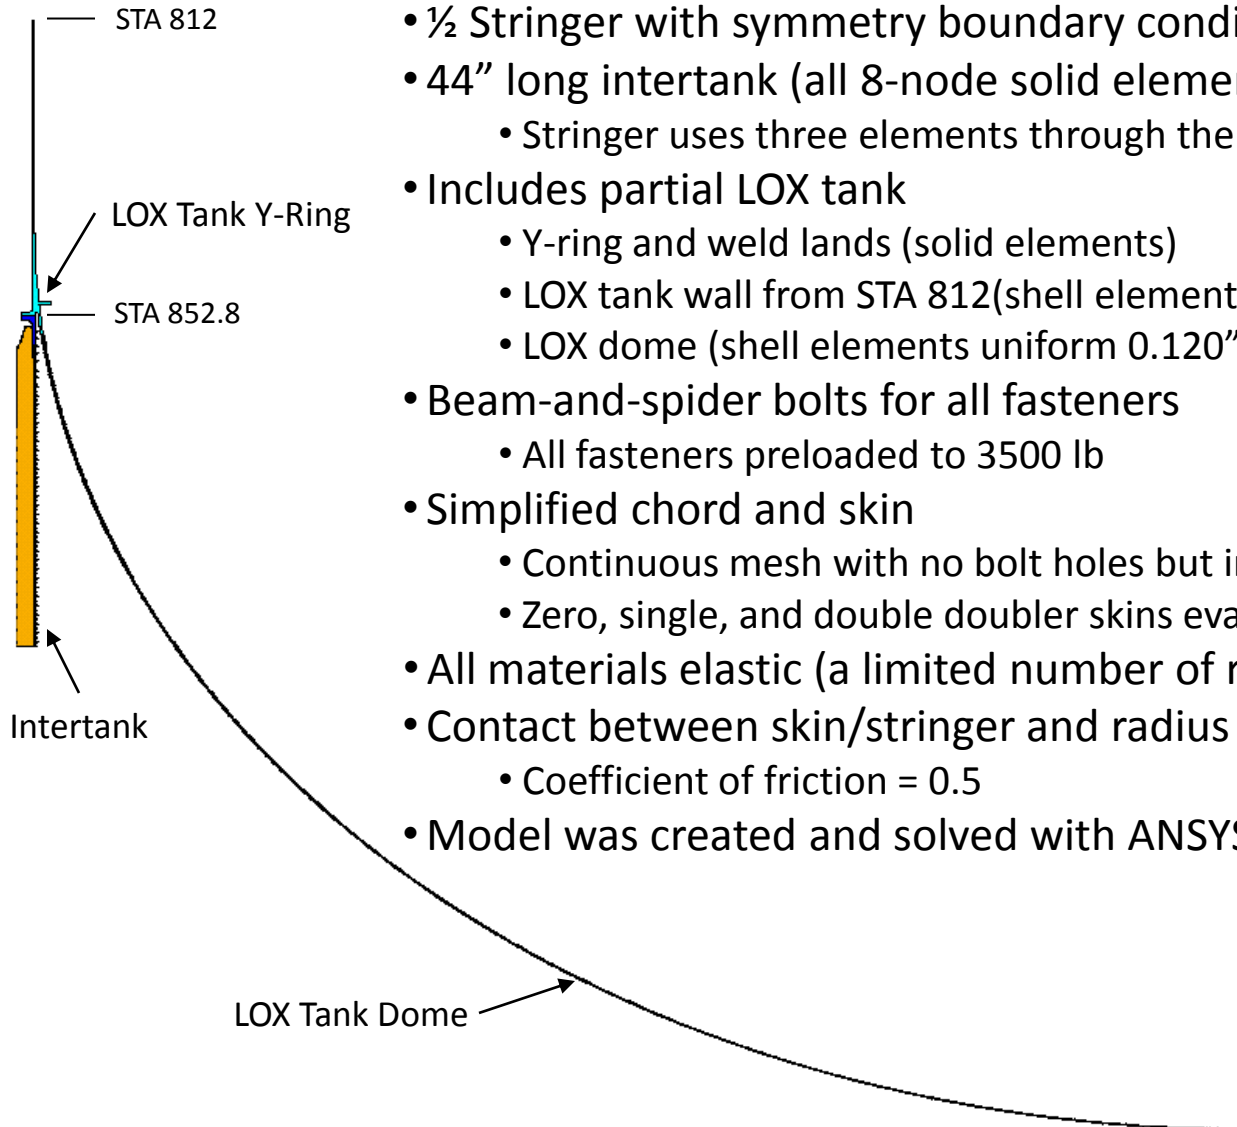 STA 812
LOX Tank Y-Ring
STA 852.8
Intertank
LOX Tank Dome
• ½ Stringer with symmetry boundary
• 44” long intertank (all 8-node solid
• Stringer uses three elements through the
• Includes partial LOX tank
• Y-ring and weld lands (solid elements)
• LOX tank wall from STA 812(shell
• LOX dome (shell elements uniform 0.120”
• Beam-and-spider bolts for all fasteners
• All fasteners preloaded to 3500 lb
• Simplified chord and skin
• Continuous mesh with no bolt holes but
• Zero, single, and double doubler skins
• All materials elastic (a limited number of
• Contact between skin/stringer and radius
• Coefficient of friction = 0.5
• Model was created and solved with ANSYS